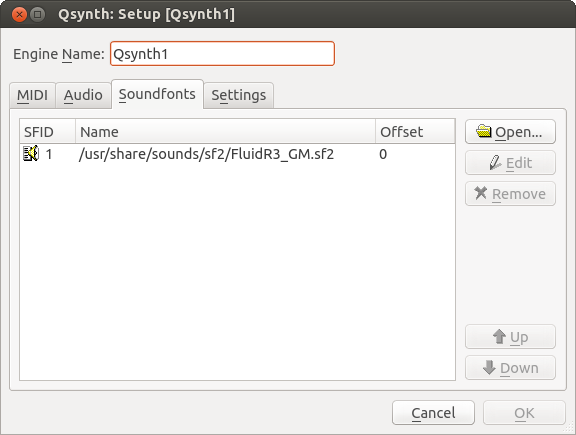 Qsynth: Setup [Qsynth1]
Engine Name: Qsynth1
MIDI Audio Soundfonts Settings
SFID Name Offset
1 /usr/share/sounds/sf2/FluidR3_GM.sf2 0
Open...
Edit
Remove
Up
Down
Cancel OK